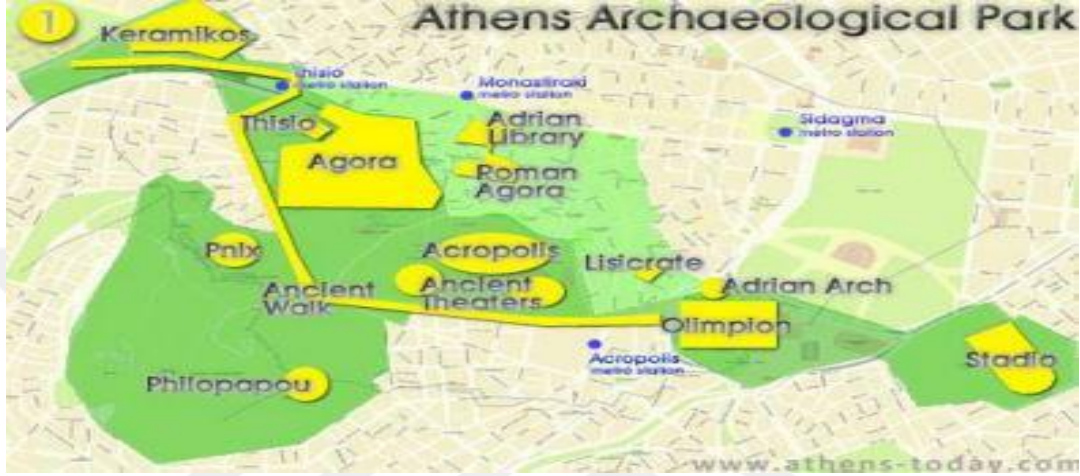 1
Athens Archaeological Park
Keramikos
thisio
metro station
Monastiraki
metro station
Thisio
Adrian
Library
Sidagma
metro station
Agora
Roman
Agora
Pnix
Acropolis
Lisicrate
Ancient
Walk
Ancient
Theaters
Adrian Arch
Olimpion
Acropolis
metro station
Stadio
Philopapou
www.athens-today.com